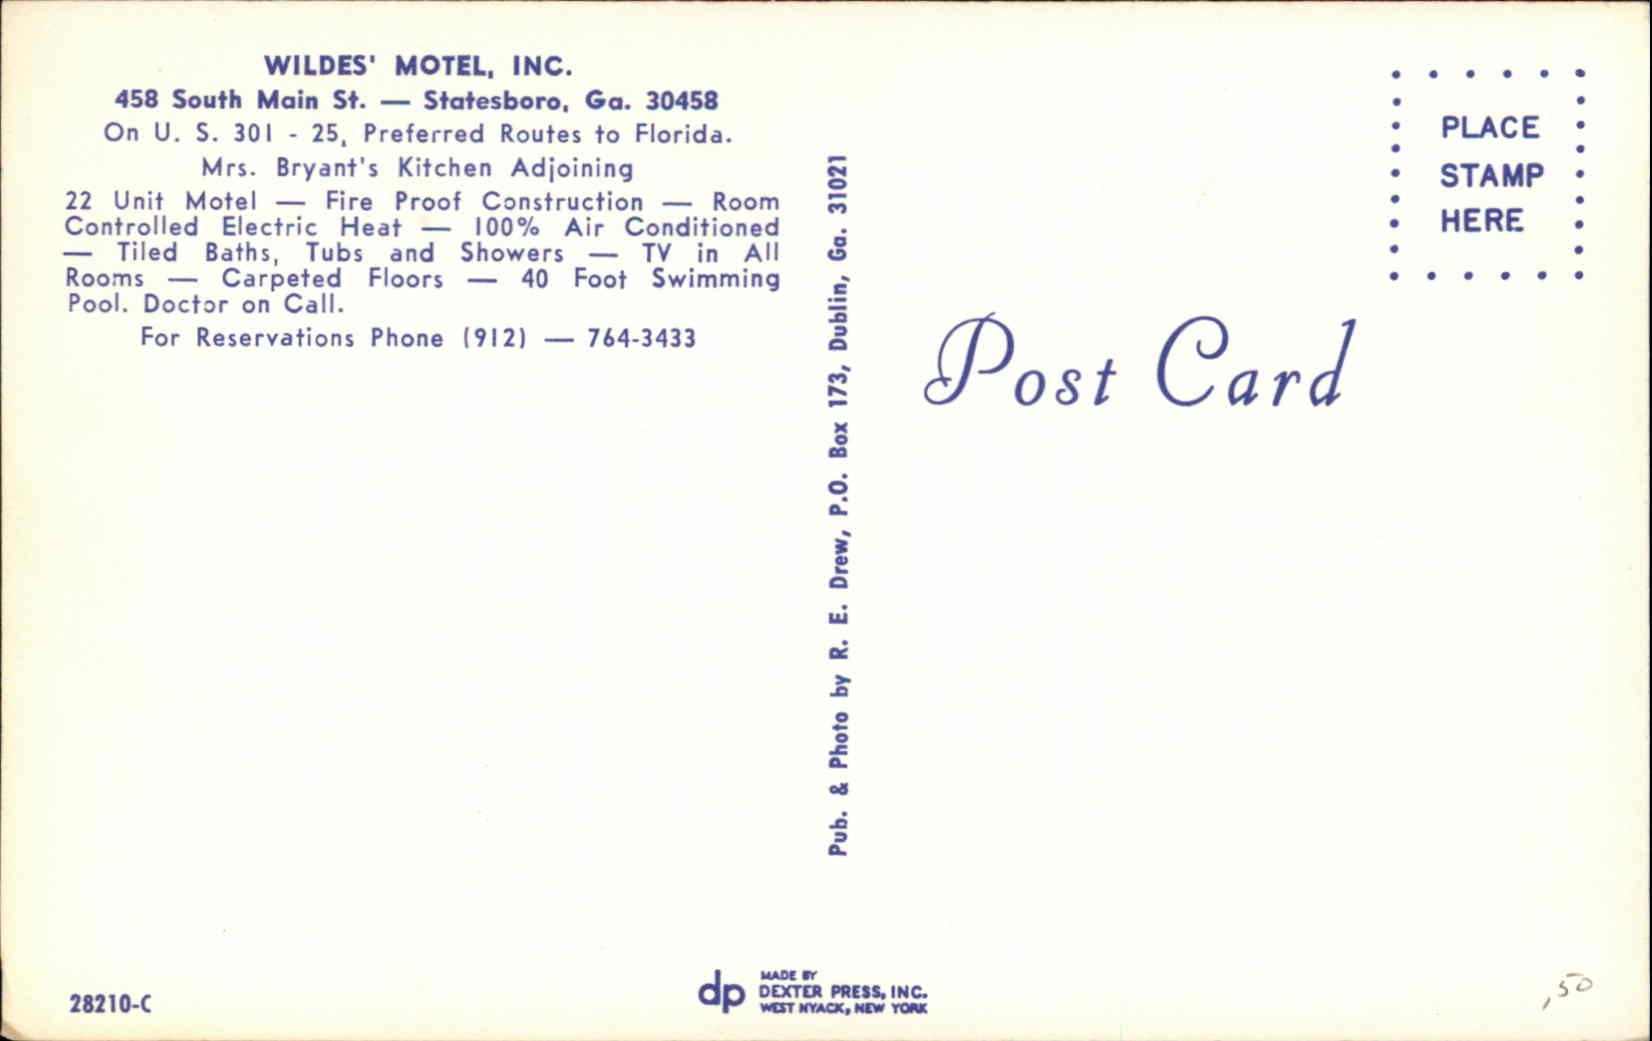 WILDES' MOTEL, INC.
458 South Main St. — Statesboro, Ga. 30458
On U. S. 301 - 25, Preferred Routes to Florida.
Mrs. Bryant's Kitchen Adjoining
22 Unit Motel — Fire Proof Construction — Room
Controlled Electric Heat — 100% Air Conditioned
— Tiled Baths, Tubs and Showers — TV in All
Rooms — Carpeted Floors — 40 Foot Swimming
Pool. Doctor on Call.
For Reservations Phone (912) — 764-3433
Pub. & Photo by R. E. Drew, P.O. Box 173, Dublin, Ga. 31021
PLACE
STAMP
HERE
Post Card
28210-C
dp
MADE BY
DEXTER PRESS, INC.
WEST NYACK, NEW YORK
,50